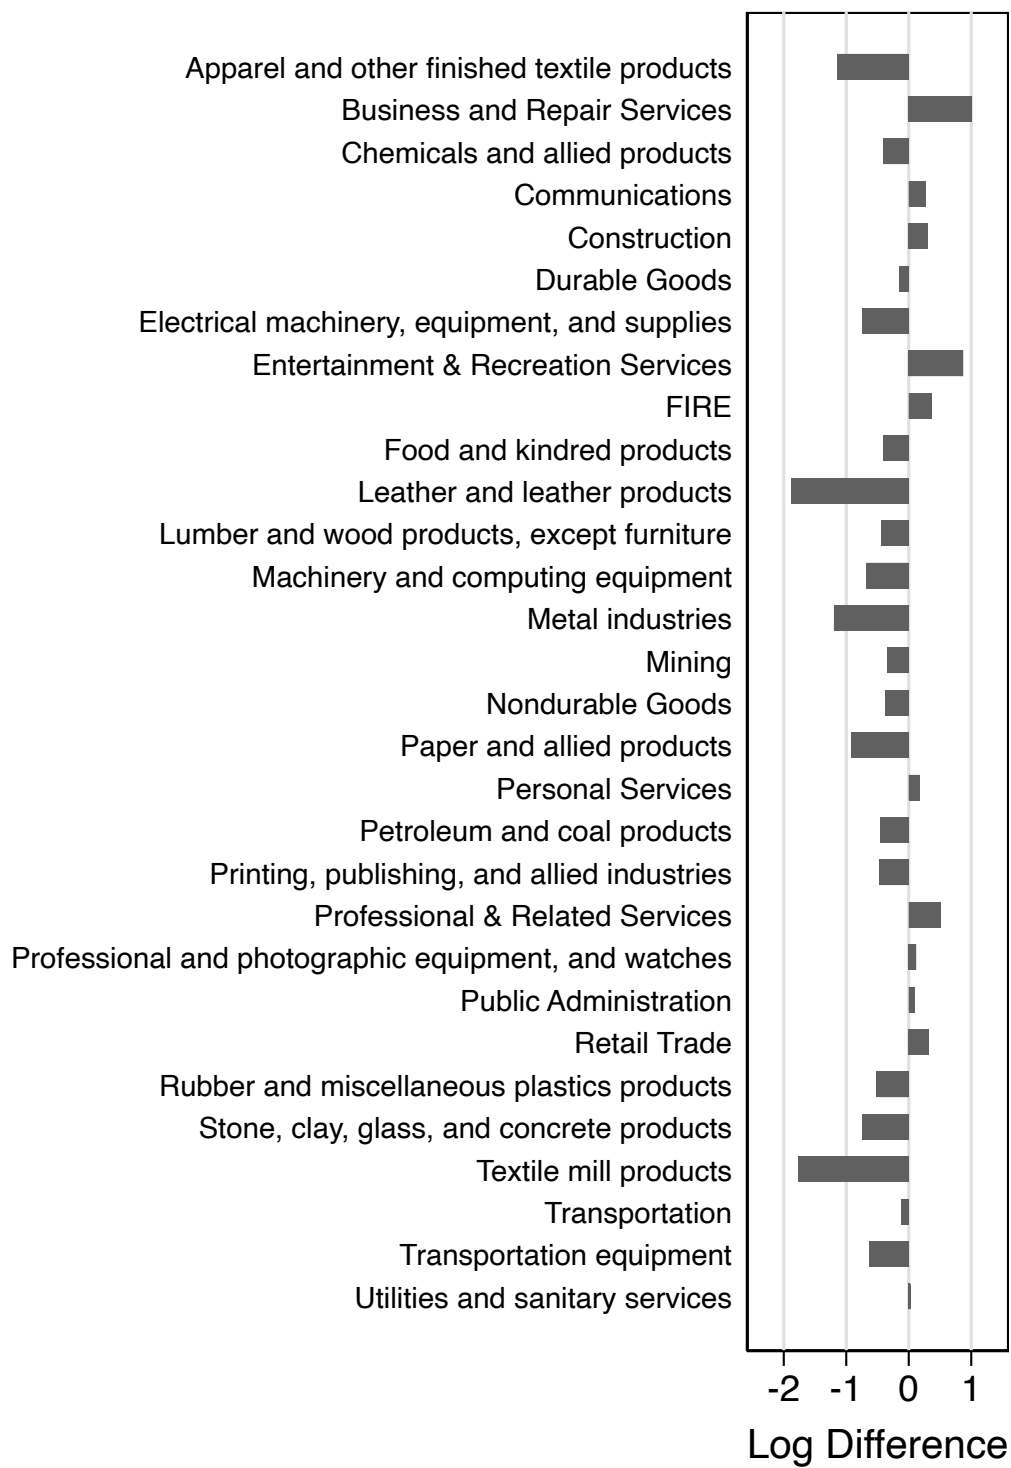 Apparel and other finished textile products
Business and Repair Services
Chemicals and allied products
Communications
Construction
Durable Goods
Electrical machinery, equipment, and supplies
Entertainment & Recreation Services
FIRE
Food and kindred products
Leather and leather products
Lumber and wood products, except furniture
Machinery and computing equipment
Metal industries
Mining
Nondurable Goods
Paper and allied products
Personal Services
Petroleum and coal products
Printing, publishing, and allied industries
Professional & Related Services
Professional and photographic equipment, and watches
Public Administration
Retail Trade
Rubber and miscellaneous plastics products
Stone, clay, glass, and concrete products
Textile mill products
Transportation
Transportation equipment
Utilities and sanitary services
-2 -1 0 1
Log Difference